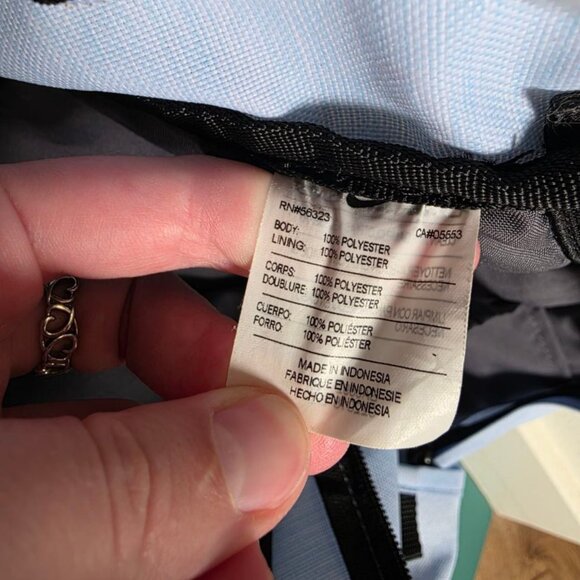 RN#56323 CA#05553
BODY: 100% POLYESTER
LINING: 100% POLYESTER
CORPS: 100% POLYESTER
DOUBLURE: 100% POLYESTER
CUERPO: 100% POLIÉSTER
FORRO: 100% POLIÉSTER
MADE IN INDONESIA
FABRIQUE EN INDONESIE
HECHO EN INDONESIA